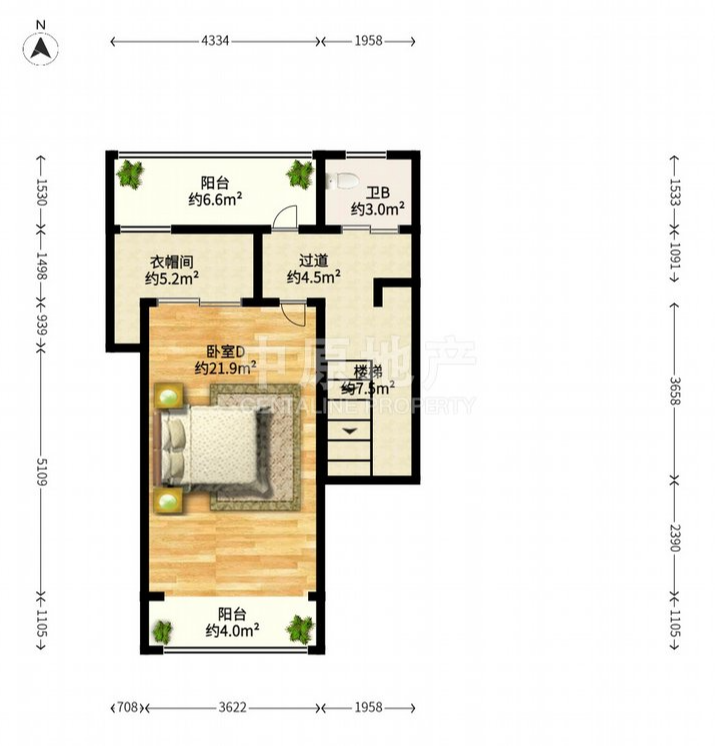 N
4334
1958
阳台
约6.6m²
卫B
约3.0m²
1530
1533
衣帽间
约5.2m²
过道
约4.5m²
1498
1091
939
卧室D
约21.9m²
楼梯
约7.5m²
中原地产
CENTALINE PROPERTY
3658
5109
2390
阳台
约4.0m²
1105
1105
708
3622
1958